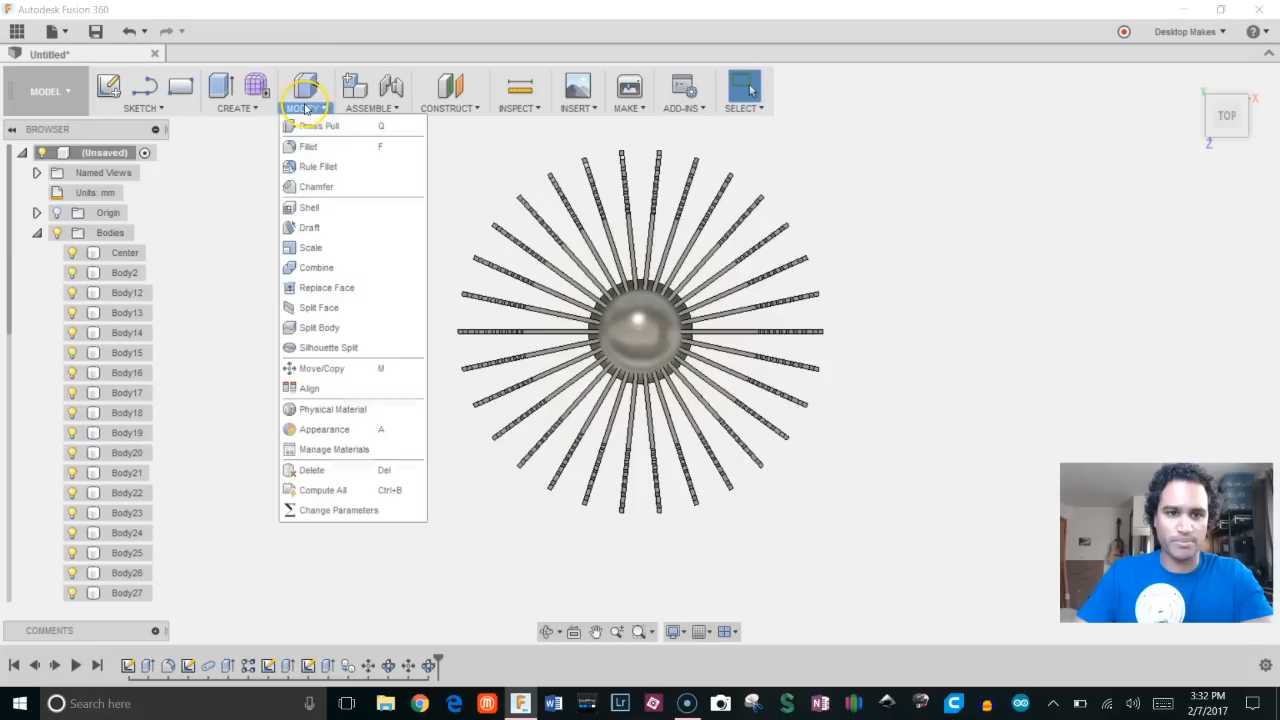 Autodesk Fusion 360
Desktop Makes
Untitled*
MODEL
SKETCH
CREATE
MODIFY
ASSEMBLE
CONSTRUCT
INSPECT
INSERT
MAKE
ADD-INS
SELECT
BROWSER
(Unsaved)
Named Views
Units: mm
Origin
Bodies
Center
Body2
Body12
Body13
Body14
Body15
Body16
Body17
Body18
Body19
Body20
Body21
Body22
Body23
Body24
Body25
Body26
Body27
Press Pull Q
Fillet F
Rule Fillet
Chamfer
Shell
Draft
Scale
Combine
Replace Face
Split Face
Split Body
Silhouette Split
Move/Copy M
Align
Physical Material
Appearance A
Manage Materials
Delete Del
Compute All Ctrl+B
Change Parameters
X
TOP
Z
COMMENTS
Search here
3:32 PM
2/7/2017